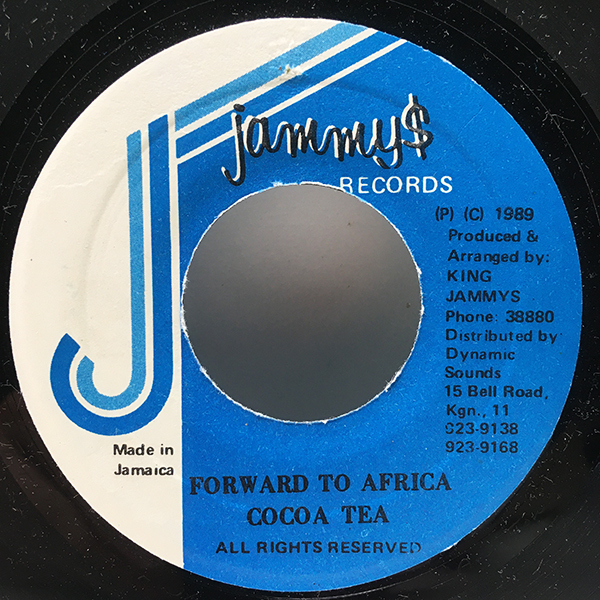 jammy$
RECORDS
(P) (C) 1989
Produced &
Arranged by:
KING
JAMMYS
Phone: 38880
Distributed by
Dynamic
Sounds
15 Bell Road,
Kgn., 11
923-9138
923-9168
Made in
Jamaica
FORWARD TO AFRICA
COCOA TEA
ALL RIGHTS RESERVED